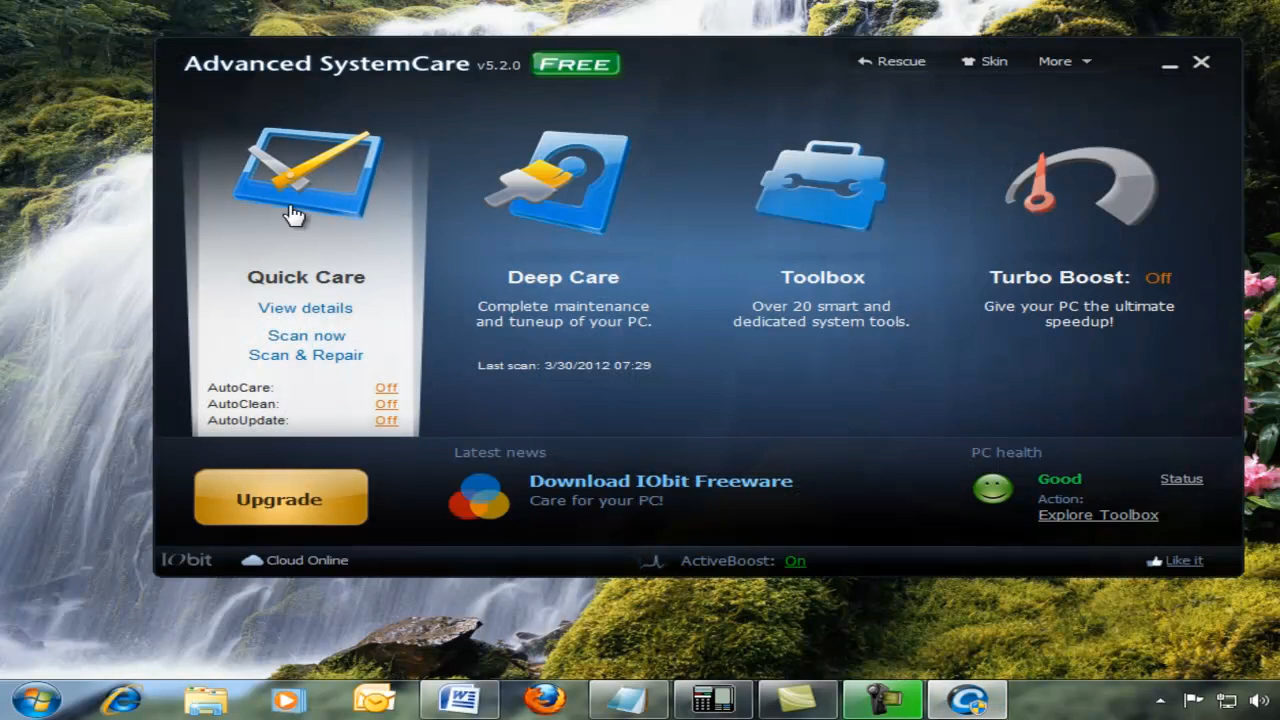 Advanced SystemCare v5.2.0 FREE
Rescue Skin More
Quick Care
View details
Scan now
Scan & Repair
AutoCare: Off
AutoClean: Off
AutoUpdate: Off
Deep Care
Complete maintenance
and tuneup of your PC.
Last scan: 3/30/2012 07:29
Toolbox
Over 20 smart and
dedicated system tools.
Turbo Boost: Off
Give your PC the ultimate
speedup!
Upgrade
Latest news
Download IObit Freeware
Care for your PC!
PC health
Good Status
Action:
Explore Toolbox
IObit Cloud Online ActiveBoost: On Like it